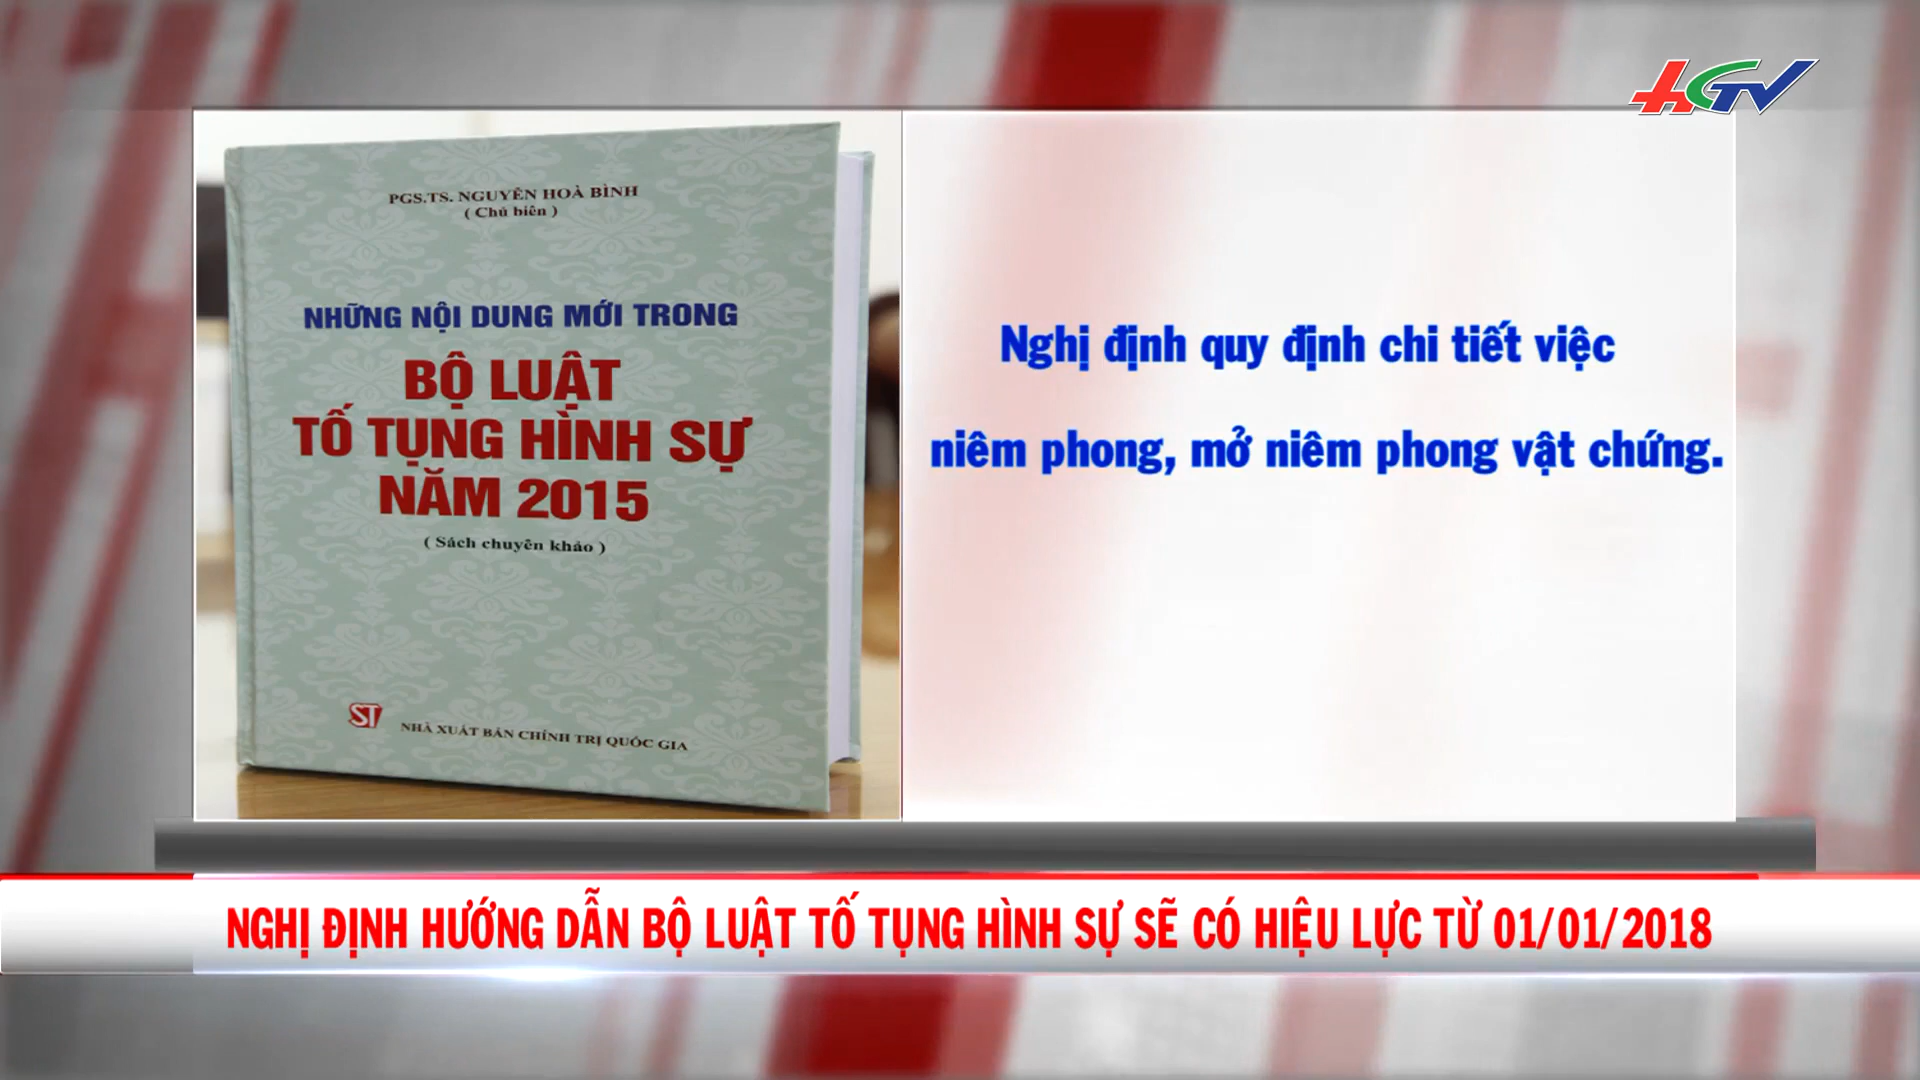 HGTV
PGS.TS. NGUYỄN HOÀ BÌNH
( Chủ biên )
NHỮNG NỘI DUNG MỚI TRONG
BỘ LUẬT
TỐ TỤNG HÌNH SỰ
NĂM 2015
( Sách chuyên khảo )
ST
NHÀ XUẤT BẢN CHÍNH TRỊ QUỐC GIA
Nghị định quy định chi tiết việc
niêm phong, mở niêm phong vật chứng.
NGHỊ ĐỊNH HƯỚNG DẪN BỘ LUẬT TỐ TỤNG HÌNH SỰ SẼ CÓ HIỆU LỰC TỪ 01/01/2018